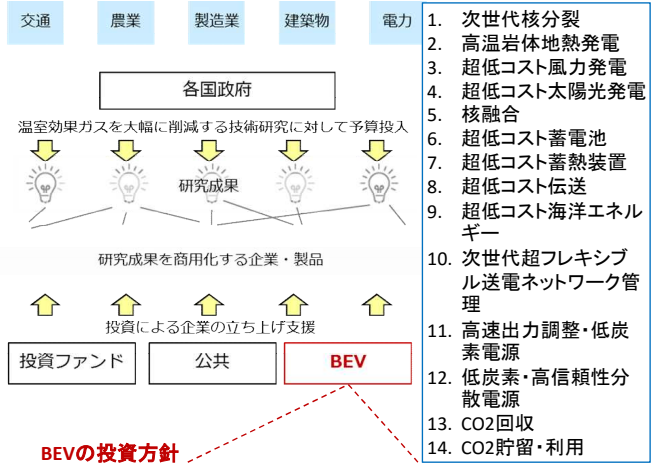 交通
農業
製造業
建築物
電力
各国政府
温室効果ガスを大幅に削減する技術研究に対して予算投入
研究成果
研究成果を商用化する企業・製品
投資による企業の立ち上げ支援
投資ファンド
公共
BEV
BEVの投資方針
1. 次世代核分裂
2. 高温岩体地熱発電
3. 超低コスト風力発電
4. 超低コスト太陽光発電
5. 核融合
6. 超低コスト蓄電池
7. 超低コスト蓄熱装置
8. 超低コスト伝送
9. 超低コスト海洋エネル
ギー
10. 次世代超フレキシブ
ル送電ネットワーク管
理
11. 高速出力調整・低炭
素電源
12. 低炭素・高信頼性分
散電源
13. CO2回収
14. CO2貯留・利用